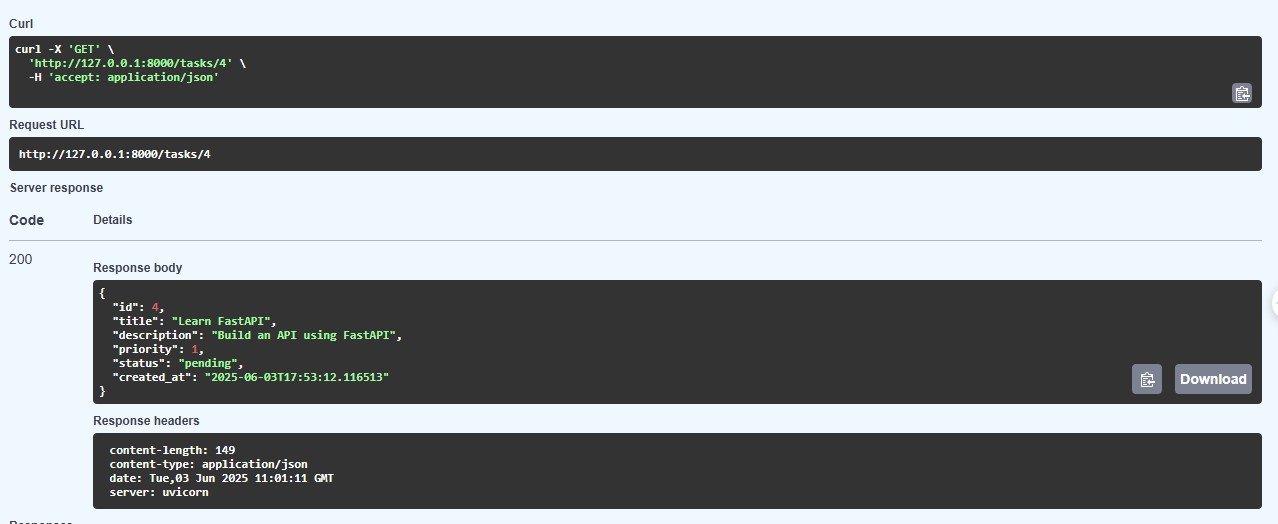 Curl
curl -X 'GET' \
  'http://127.0.0.1:8000/tasks/4' \
  -H 'accept: application/json'
Request URL
http://127.0.0.1:8000/tasks/4
Server response
Code Details
200
Response body
{
  "id": 4,
  "title": "Learn FastAPI",
  "description": "Build an API using FastAPI",
  "priority": 1,
  "status": "pending",
  "created_at": "2025-06-03T17:53:12.116513"
}
Download
Response headers
content-length: 149
content-type: application/json
date: Tue,03 Jun 2025 11:01:11 GMT
server: uvicorn
Responses